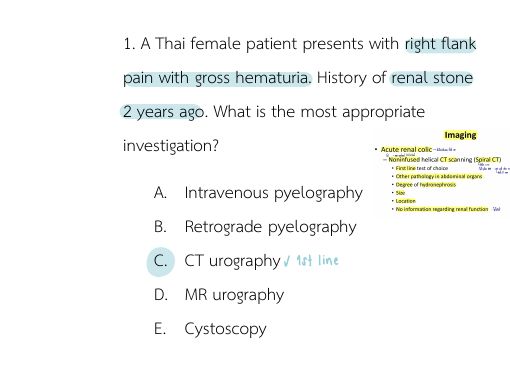 1. A Thai female patient presents with right flank
pain with gross hematuria. History of renal stone
2 years ago. What is the most appropriate
investigation?
Imaging
• Acute renal colic
– Noninfused helical CT scanning (Spiral CT)
• First line test of choice
• Other pathology in abdominal organs
• Degree of hydronephrosis
• Size
• Location
• No information regarding renal function
A. Intravenous pyelography
B. Retrograde pyelography
C. CT urography ✓ 1st line
D. MR urography
E. Cystoscopy